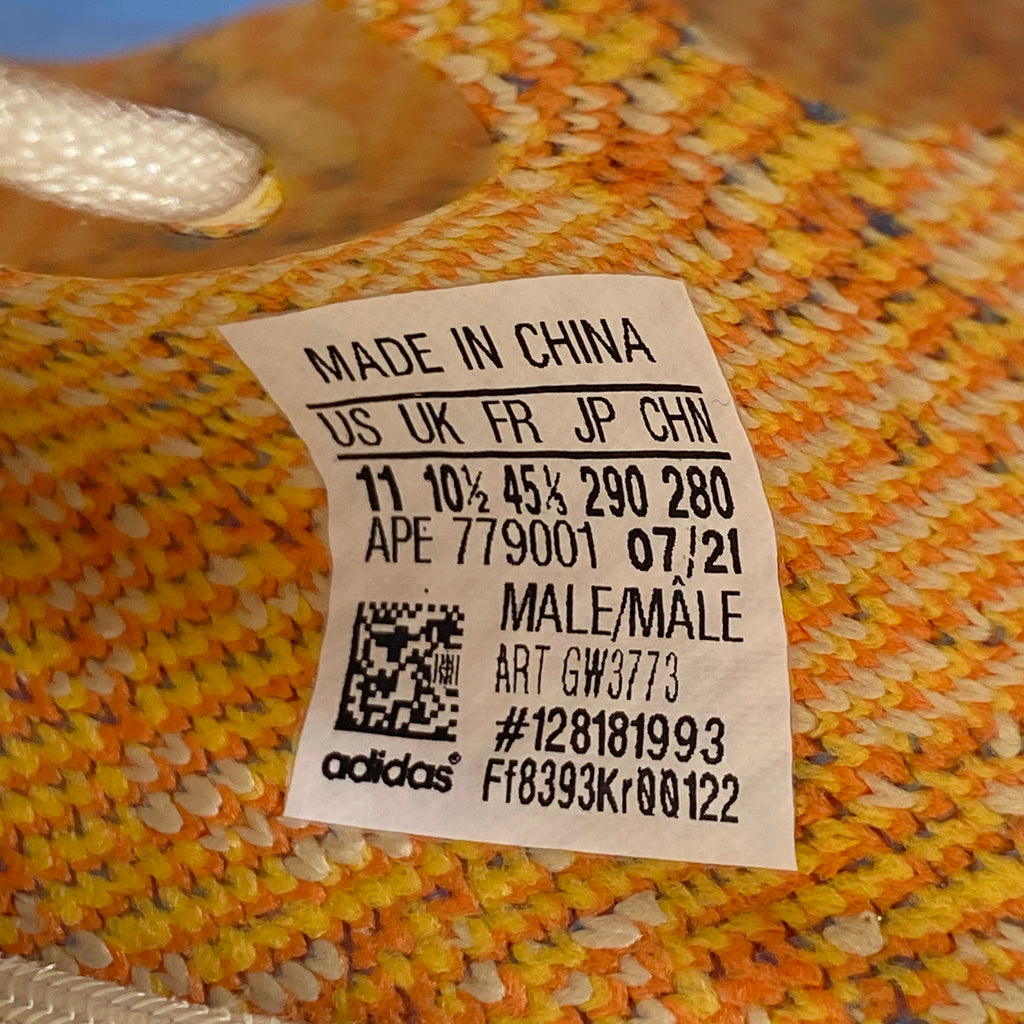 MADE IN CHINA
US UK FR JP CHN
11 10½ 45⅓ 290 280
APE 779001 07/21
MALE/MÂLE
ART GW3773
#128181993
adidas®
Ff8393Kr00122